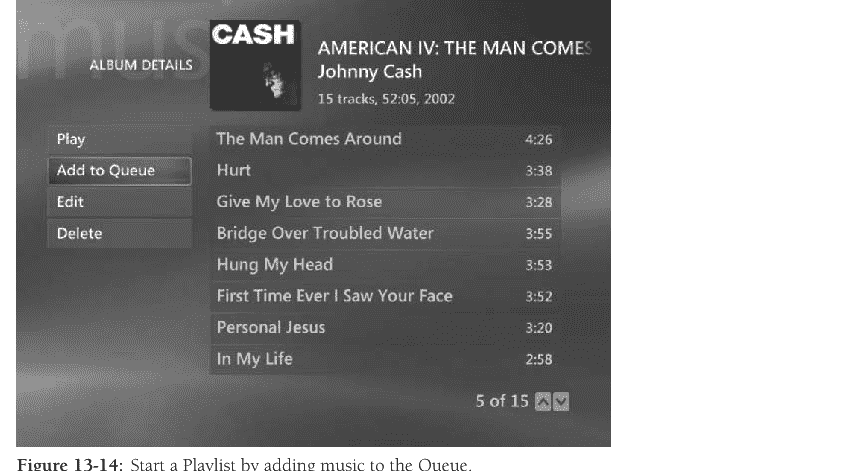 music
CASH
AMERICAN IV: THE MAN COMES
ALBUM DETAILS
Johnny Cash
15 tracks, 52:05, 2002
Play
Add to Queue
Edit
Delete
The Man Comes Around 4:26
Hurt 3:38
Give My Love to Rose 3:28
Bridge Over Troubled Water 3:55
Hung My Head 3:53
First Time Ever I Saw Your Face 3:52
Personal Jesus 3:20
In My Life 2:58
5 of 15
Figure 13-14: Start a Playlist by adding music to the Queue.